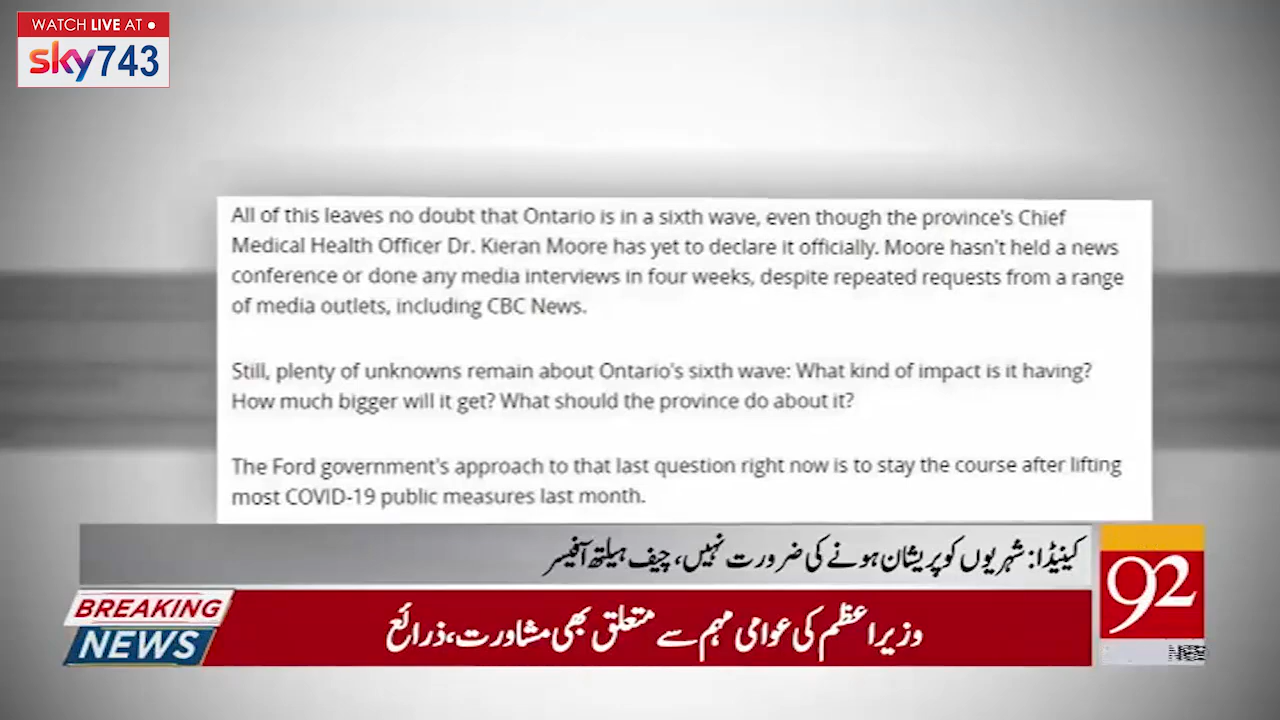 WATCH LIVE AT
sky743
All of this leaves no doubt that Ontario is in a sixth wave, even though the province's Chief
Medical Health Officer Dr. Kieran Moore has yet to declare it officially. Moore hasn't held a news
conference or done any media interviews in four weeks, despite repeated requests from a range
of media outlets, including CBC News.
Still, plenty of unknowns remain about Ontario's sixth wave: What kind of impact is it having?
How much bigger will it get? What should the province do about it?
The Ford government's approach to that last question right now is to stay the course after lifting
most COVID-19 public measures last month.
کینیڈا: شہریوں کو پریشان ہونے کی ضرورت نہیں، چیف ہیلتھ آفیسر
BREAKING
NEWS
وزیراعظم کی عوامی مہم سے متعلق بھی مشاورت، ذرائع
92
NEWS